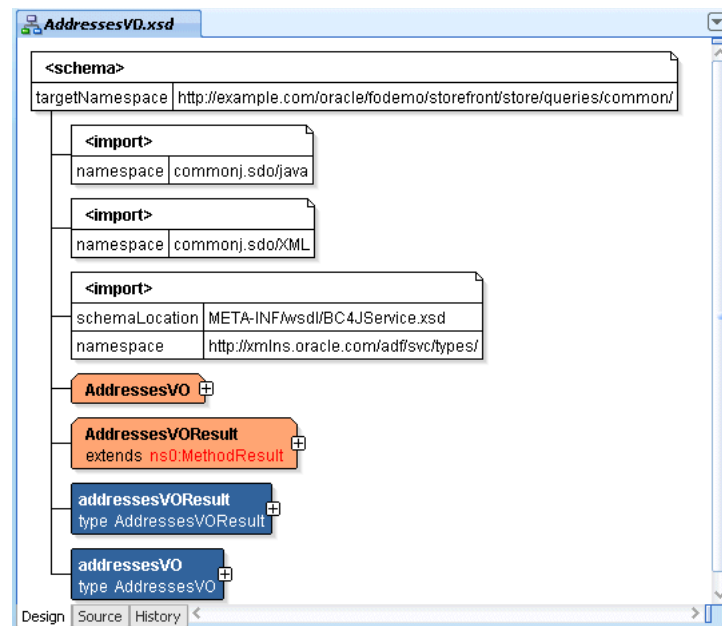 AddressesVO.xsd
<schema>
targetNamespace http://example.com/oracle/fodemo/storefront/store/queries/common/
<import>
namespace commonj.sdo/java
<import>
namespace commonj.sdo/XML
<import>
schemaLocation META-INF/wsdl/BC4JService.xsd
namespace http://xmlns.oracle.com/adf/svc/types/
AddressesVO
AddressesVOResult
extends ns0:MethodResult
addressesVOResult
type AddressesVOResult
addressesVO
type AddressesVO
Design Source History